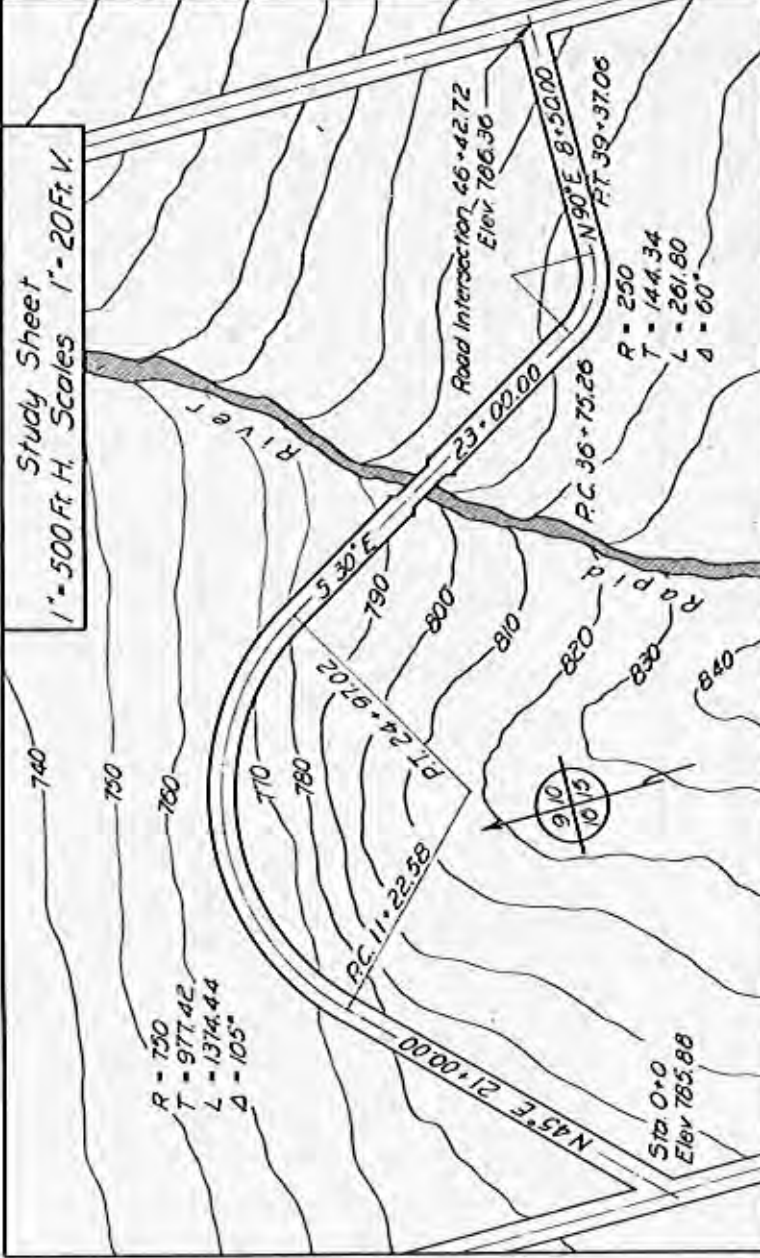 Study Sheet
1"=500 Ft. H. Scales 1"-20 Ft. V.
740
750
760
770
780
790
800
810
820
830
840
River
Rapid
R = 750
T = 977.42
L = 1374.44
Δ = 105°
P.C. 11+22.58
P.T. 24+97.02
S 30° E
23+00.00
Road Intersection 46+42.72
Elev. 786.36
N 90° E 8+50.00
P.T. 39+37.06
P.C. 36+75.26
R = 250
T = 144.34
L = 261.80
Δ = 60°
N 45° E 21+00.00
Sta. 0+0
Elev 785.88
9 10
16 15